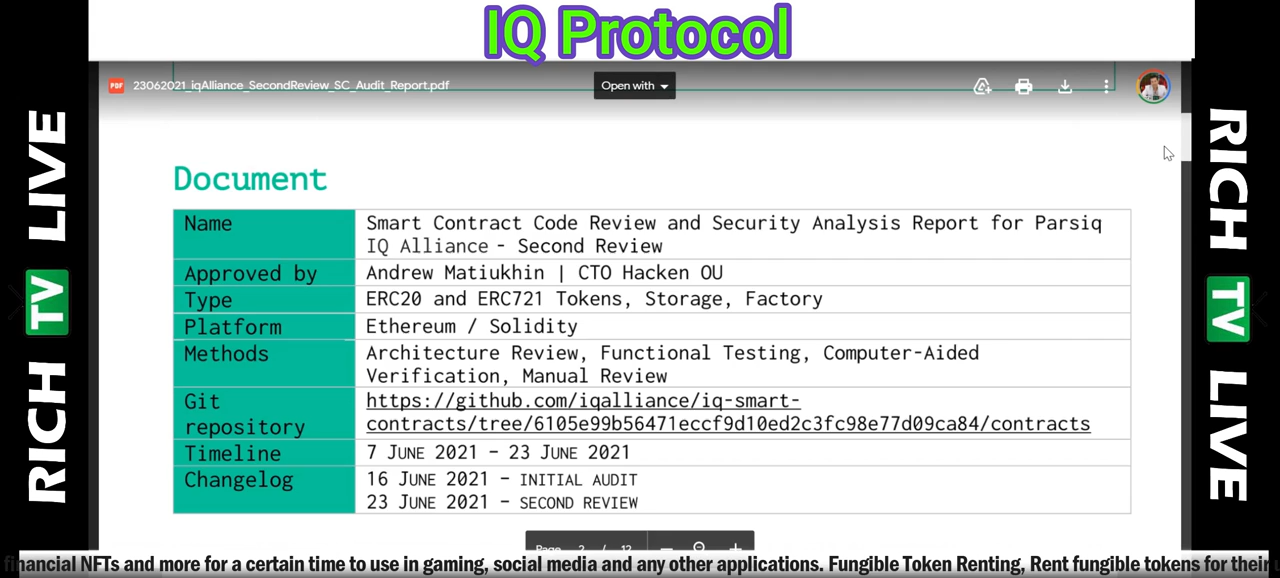 IQ Protocol
RICH TV LIVE
23062021_iqAlliance_SecondReview_SC_Audit_Report.pdf
Open with
Document
Name
Smart Contract Code Review and Security Analysis Report for Parsiq
IQ Alliance - Second Review
Approved by
Andrew Matiukhin | CTO Hacken OU
Type
ERC20 and ERC721 Tokens, Storage, Factory
Platform
Ethereum / Solidity
Methods
Architecture Review, Functional Testing, Computer-Aided
Verification, Manual Review
Git
repository
https://github.com/iqalliance/iq-smart-
contracts/tree/6105e99b56471eccf9d10ed2c3fc98e77d09ca84/contracts
Timeline
7 JUNE 2021 – 23 JUNE 2021
Changelog
16 JUNE 2021 – INITIAL AUDIT
23 JUNE 2021 – SECOND REVIEW
Page 2 / 12
RICH TV LIVE
financial NFTs and more for a certain time to use in gaming, social media and any other applications. Fungible Token Renting, Rent fungible tokens for their